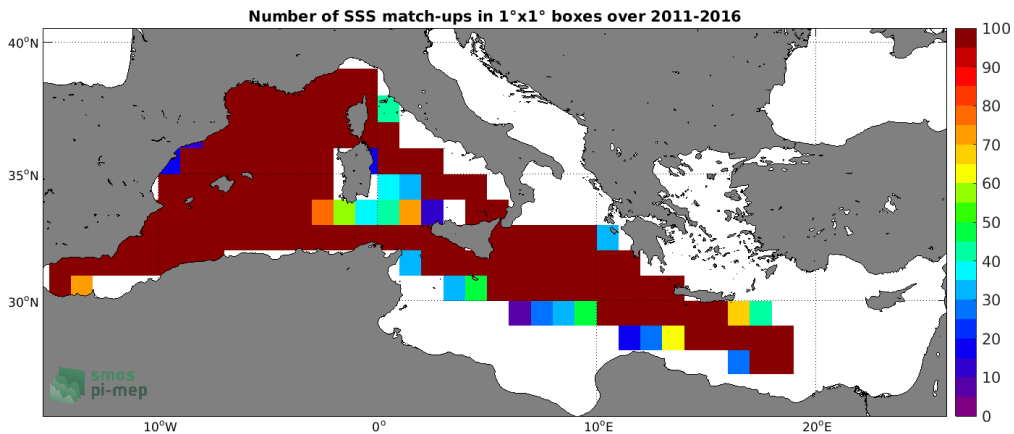 Number of SSS match-ups in 1°x1° boxes over 2011-2016
40°N
35°N
30°N
10°W
0°
10°E
20°E
100
90
80
70
60
50
40
30
20
10
0
smos
pi-mep